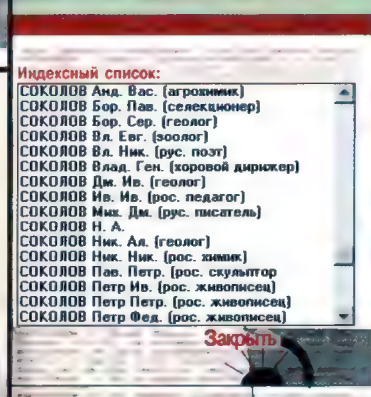 Индексный список:
СОКОЛОВ Анд. Вас. (агрохимик)
СОКОЛОВ Бор. Пав. (селекционер)
СОКОЛОВ Бор. Сер. (геолог)
СОКОЛОВ Вл. Евг. (зоолог)
СОКОЛОВ Вл. Ник. (рус. поэт)
СОКОЛОВ Влад. Ген. (хоровой дирижер)
СОКОЛОВ Дм. Ив. (геолог)
СОКОЛОВ Ив. Ив. (рос. педагог)
СОКОЛОВ Мих. Дм. (рус. писатель)
СОКОЛОВ Н. А.
СОКОЛОВ Ник. Ал. (геолог)
СОКОЛОВ Ник. Ник. (рос. химик)
СОКОЛОВ Пав. Петр. (рос. скульптор
СОКОЛОВ Петр Ив. (рос. живописец)
СОКОЛОВ Петр Петр. (рос. живописец)
СОКОЛОВ Петр Фед. (рос. живописец)
Закрыть